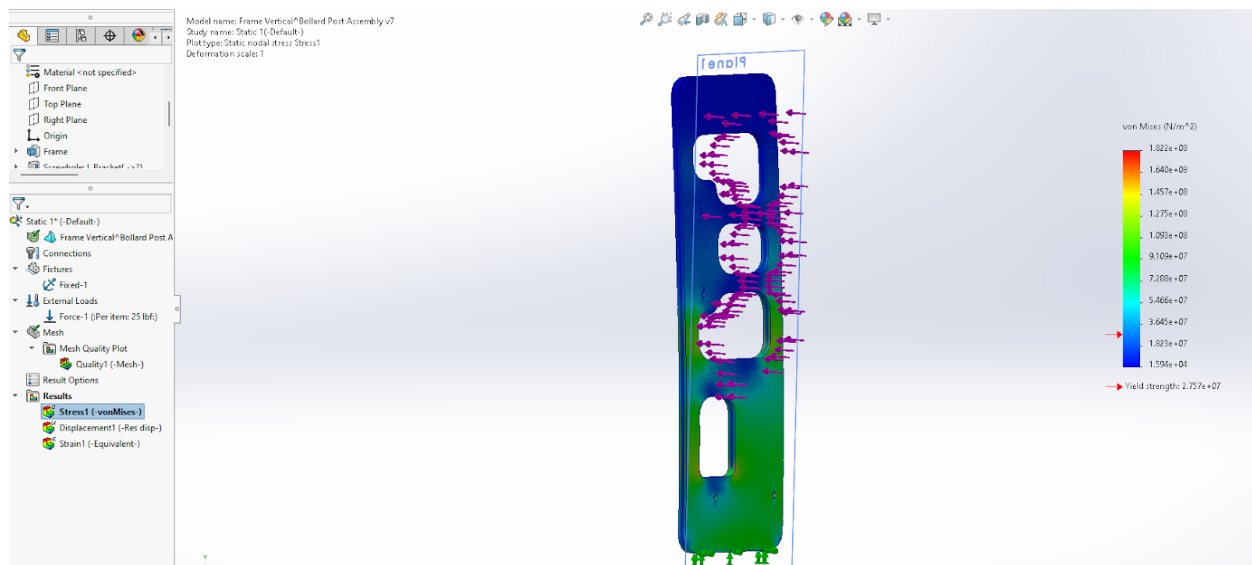 Model name: Frame Vertical^Bollard Post Assembly v7
Study name: Static 1(-Default-)
Plot type: Static nodal stress Stress1
Deformation scale: 1
Material <not specified>
Front Plane
Top Plane
Right Plane
Origin
Frame
Static 1* (-Default-)
Frame Vertical^Bollard Post A
Connections
Fixtures
Fixed-1
External Loads
Force-1 (:Per item: 25 lbf:)
Mesh
Mesh Quality Plot
Quality1 (-Mesh-)
Result Options
Results
Stress1 (-vonMises-)
Displacement1 (-Res disp-)
Strain1 (-Equivalent-)
Plane1
von Mises (N/m^2)
1.822e+08
1.640e+08
1.457e+08
1.275e+08
1.093e+08
9.109e+07
7.288e+07
5.466e+07
3.645e+07
1.823e+07
1.594e+04
Yield strength: 2.757e+07
Y